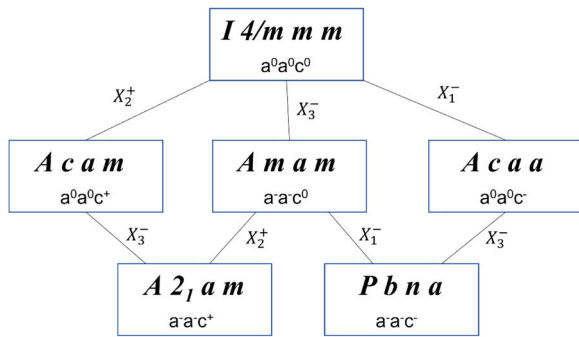 I 4/m m m
a⁰a⁰c⁰
X₂⁺
X₃⁻
X₁⁻
A c a m
a⁰a⁰c⁺
A m a m
a⁻a⁻c⁰
A c a a
a⁰a⁰c⁻
X₃⁻
X₂⁺
X₁⁻
X₃⁻
A 2₁ a m
a⁻a⁻c⁺
P b n a
a⁻a⁻c⁻